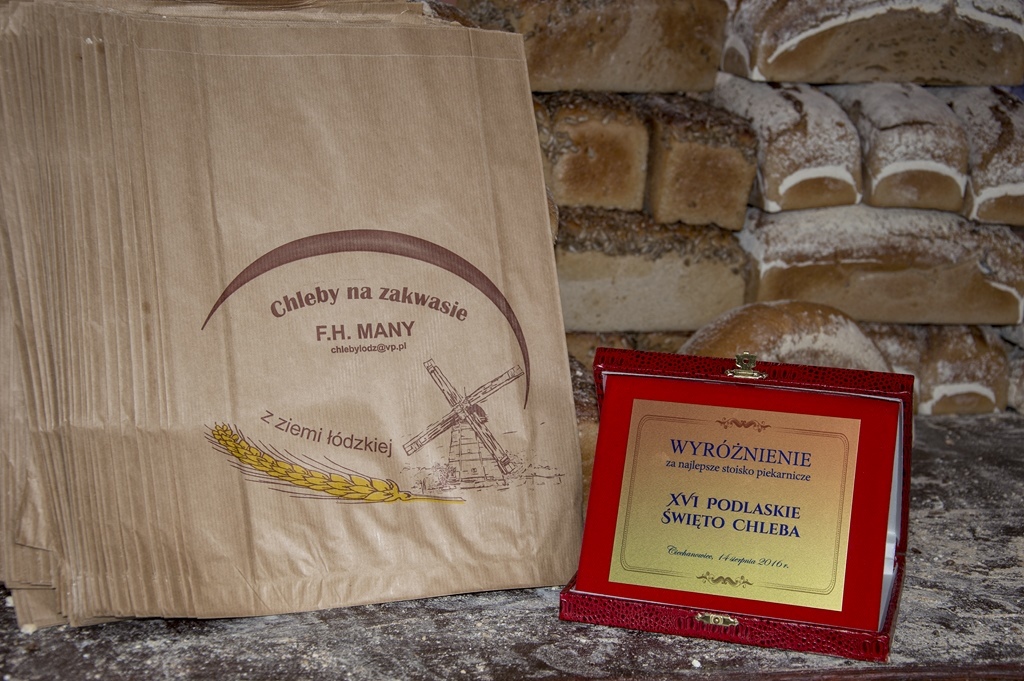 Chleby na zakwasie
F.H. MANY
chlebylodz@vp.pl
z ziemi łódzkiej
WYRÓŻNIENIE
za najlepsze stoisko piekarnicze
XVI PODLASKIE
ŚWIĘTO CHLEBA
Ciechanowiec, 14 sierpnia 2016 r.